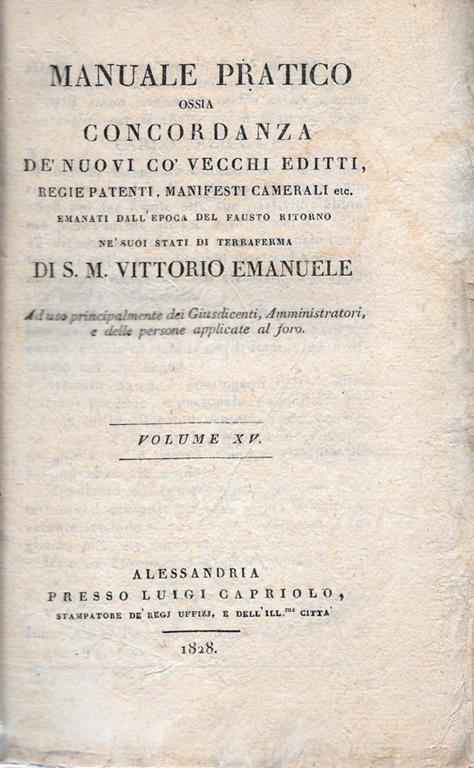 MANUALE PRATICO
OSSIA
CONCORDANZA
DE' NUOVI CO' VECCHI EDITTI,
REGIE PATENTI, MANIFESTI CAMERALI etc.
EMANATI DALL'EPOCA DEL FAUSTO RITORNO
NE' SUOI STATI DI TERRAFERMA
DI S. M. VITTORIO EMANUELE
Ad uso principalmente dei Giusdicenti, Amministratori,
e delle persone applicate al foro.
VOLUME XV.
ALESSANDRIA
PRESSO LUIGI CAPRIOLO,
STAMPATORE DE' REGJ UFFIZJ, E DELL'ILL.ma CITTA'
1828.